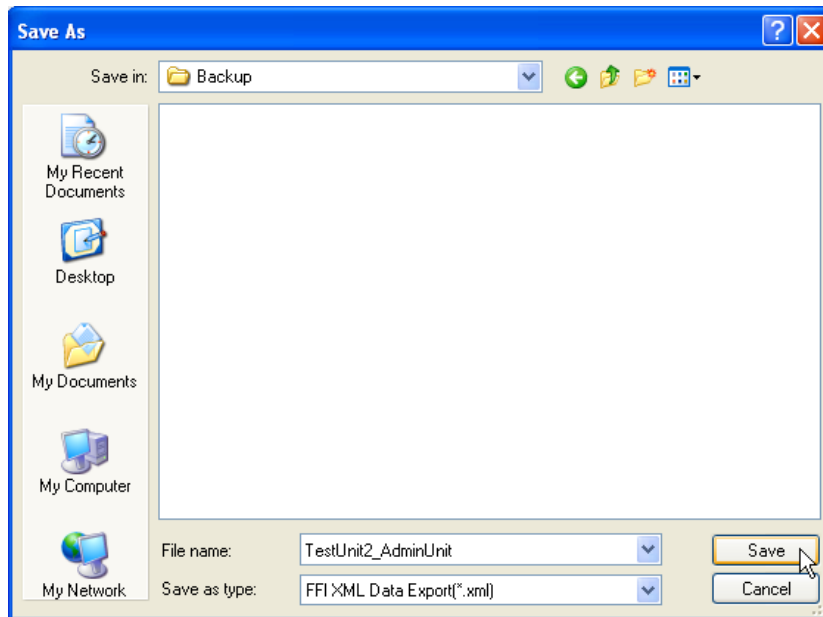 Save As
Save in:
Backup
My Recent
Documents
Desktop
My Documents
My Computer
My Network
File name:
TestUnit2_AdminUnit
Save
Save as type:
FFI XML Data Export(*.xml)
Cancel